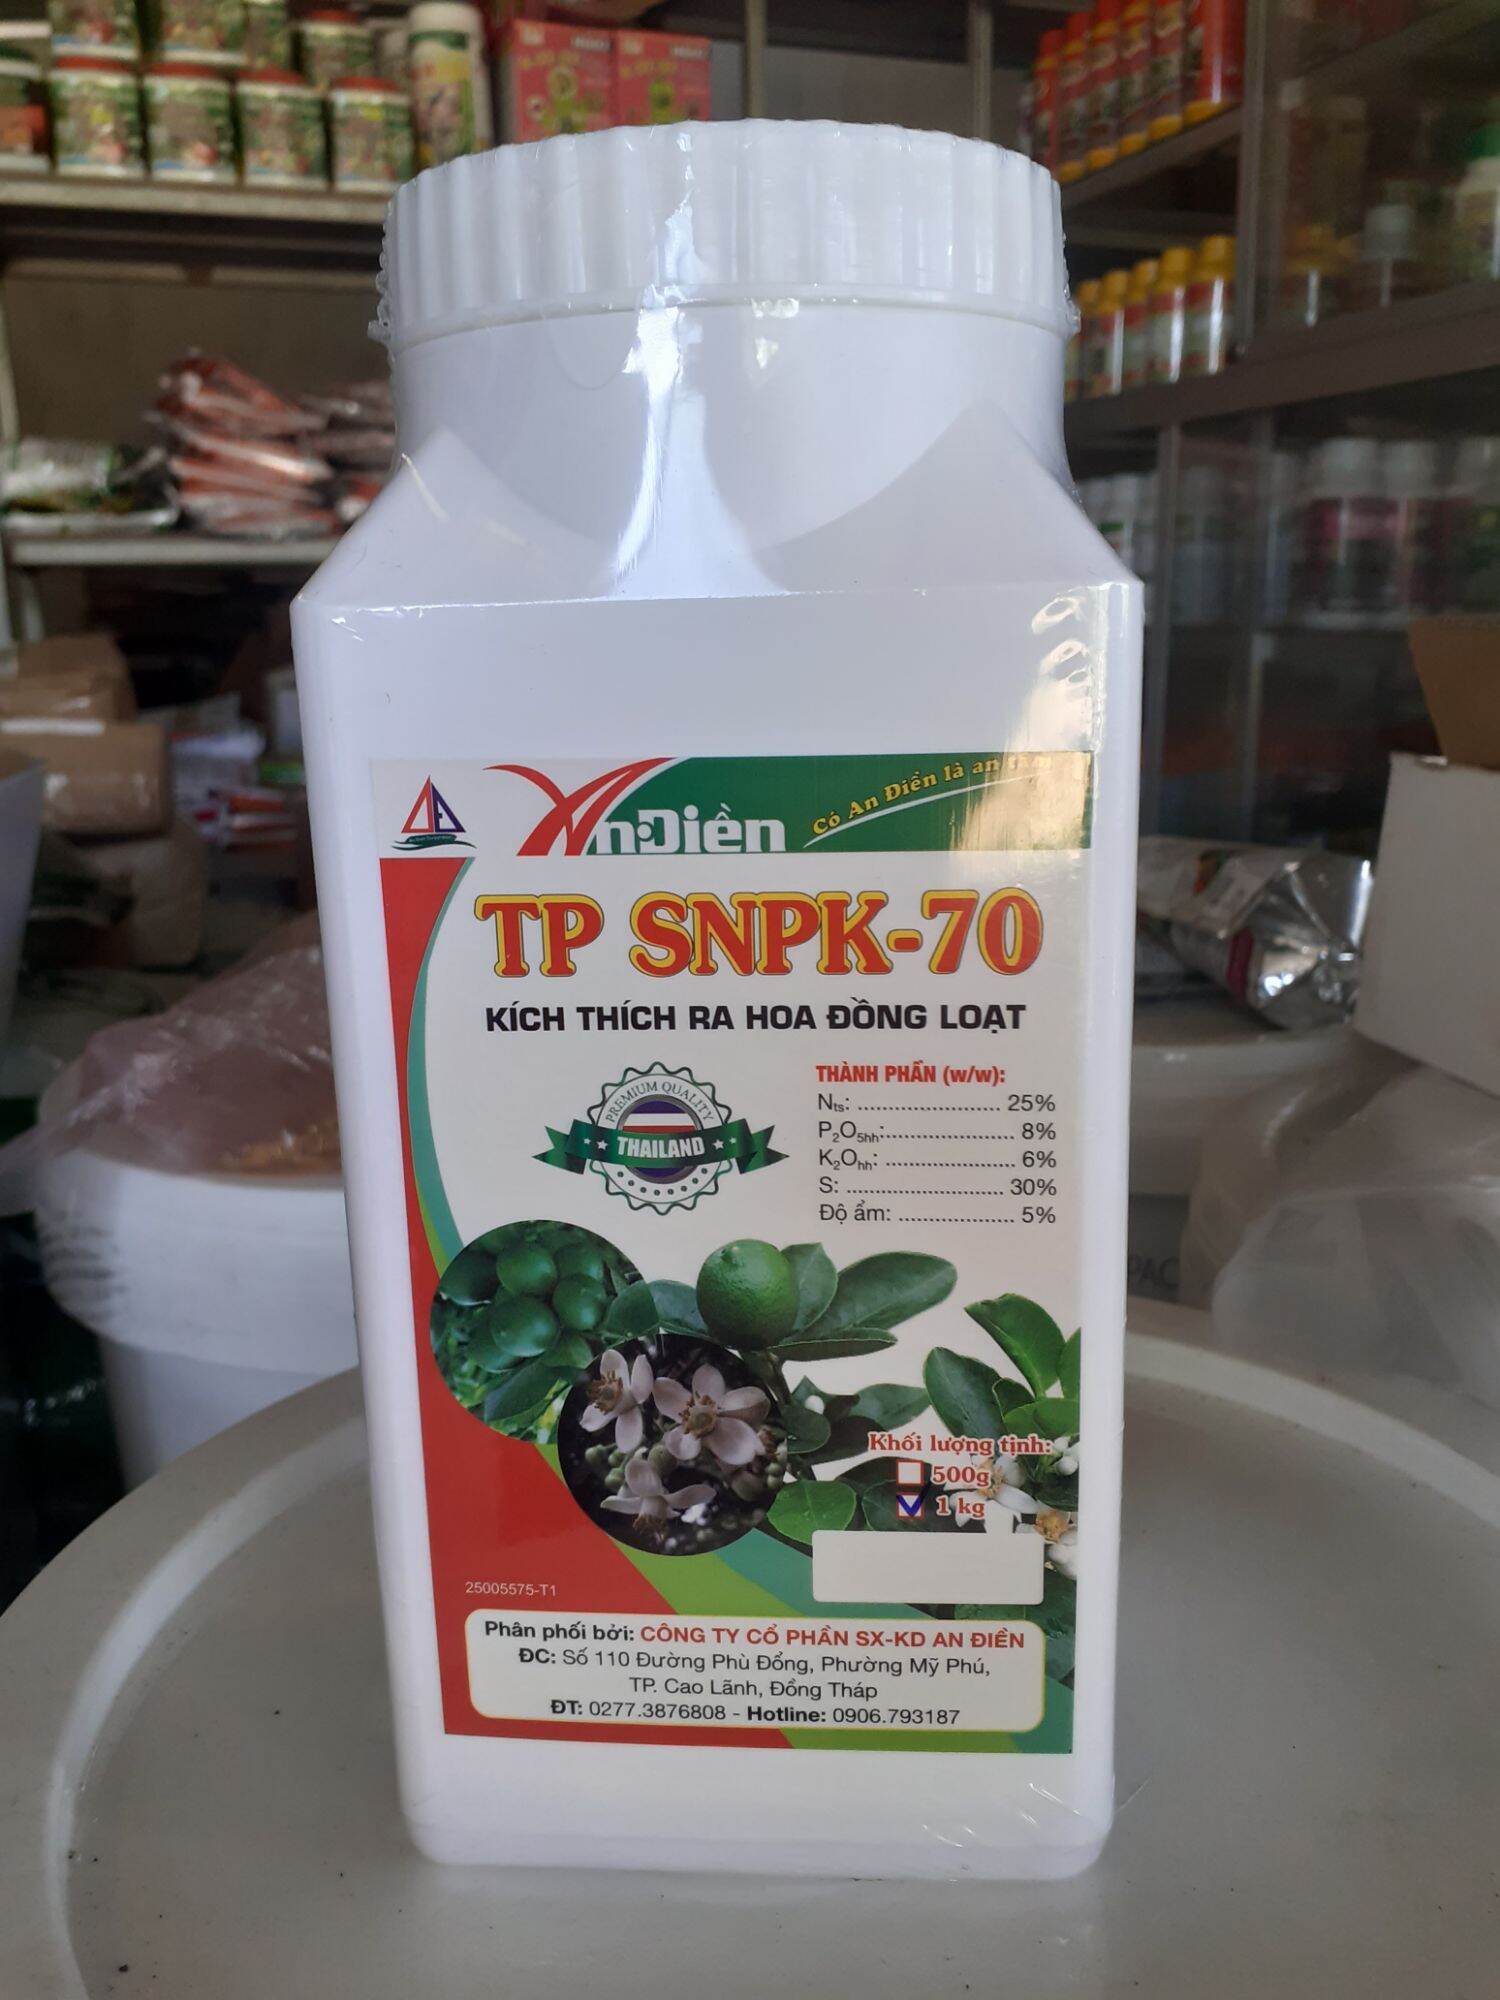 An Điền
Có An Điền là an tâm
TP SNPK-70
KÍCH THÍCH RA HOA ĐỒNG LOẠT
PREMIUM QUALITY
THAILAND
THÀNH PHẦN (w/w):
Nts: ........................ 25%
P2O5hh:...................... 8%
K2Ohh: ...................... 6%
S: .......................... 30%
Độ ẩm: ................... 5%
Khối lượng tịnh:
500g
1 kg
25005575-T1
Phân phối bởi: CÔNG TY CỔ PHẦN SX-KD AN ĐIỀN
ĐC: Số 110 Đường Phù Đổng, Phường Mỹ Phú,
TP. Cao Lãnh, Đồng Tháp
ĐT: 0277.3876808 - Hotline: 0906.793187